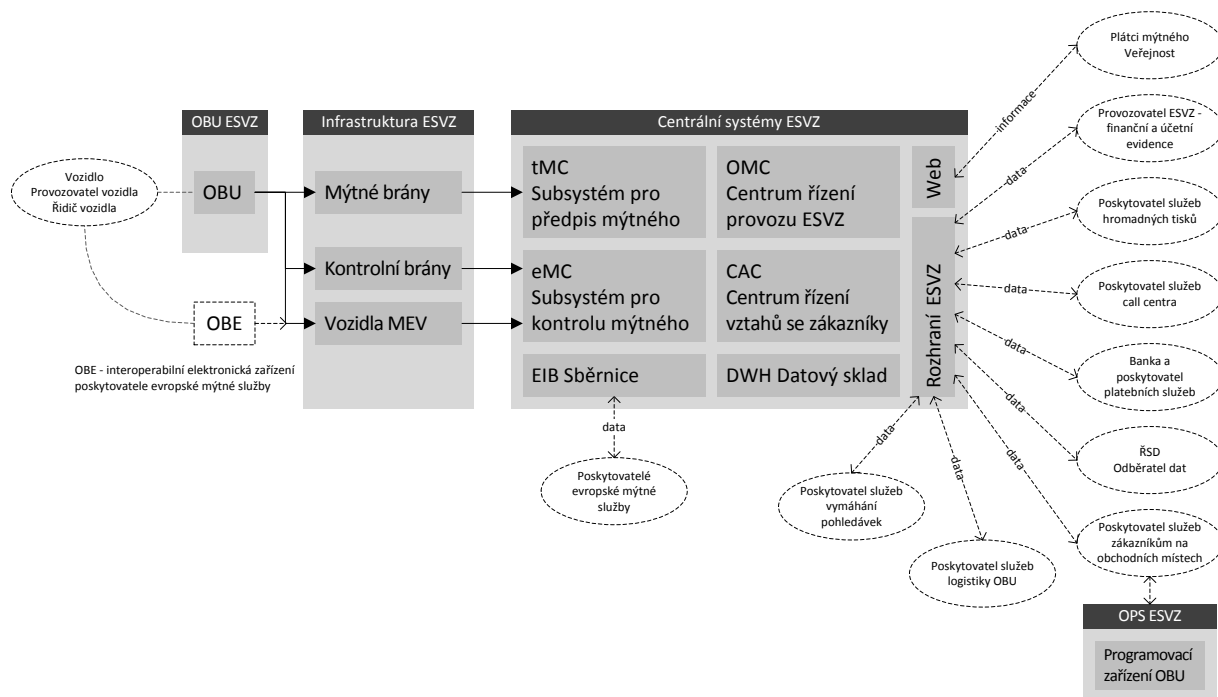 Plátci mýtného
Veřejnost
informace
OBU ESVZ
Infrastruktura ESVZ
Centrální systémy ESVZ
Provozovatel ESVZ -
finanční a účetní
evidence
data
Vozidlo
Provozovatel vozidla
Řidič vozidla
OBU
Mýtné brány
tMC
Subsystém pro
předpis mýtného
OMC
Centrum řízení
provozu ESVZ
Web
Poskytovatel služeb
hromadných tisků
data
Kontrolní brány
eMC
Subsystém pro
kontrolu mýtného
CAC
Centrum řízení
vztahů se zákazníky
Rozhraní ESVZ
Poskytovatel služeb
call centra
data
OBE
Vozidla MEV
OBE - interoperabilní elektronická zařízení
poskytovatele evropské mýtné služby
EIB Sběrnice
DWH Datový sklad
Banka a
poskytovatel
platebních služeb
data
data
data
data
data
data
ŘSD
Odběratel dat
Poskytovatelé
evropské mýtné
služby
Poskytovatel služeb
vymáhání
pohledávek
Poskytovatel služeb
logistiky OBU
Poskytovatel služeb
zákazníkům na
obchodních místech
OPS ESVZ
Programovací
zařízení OBU